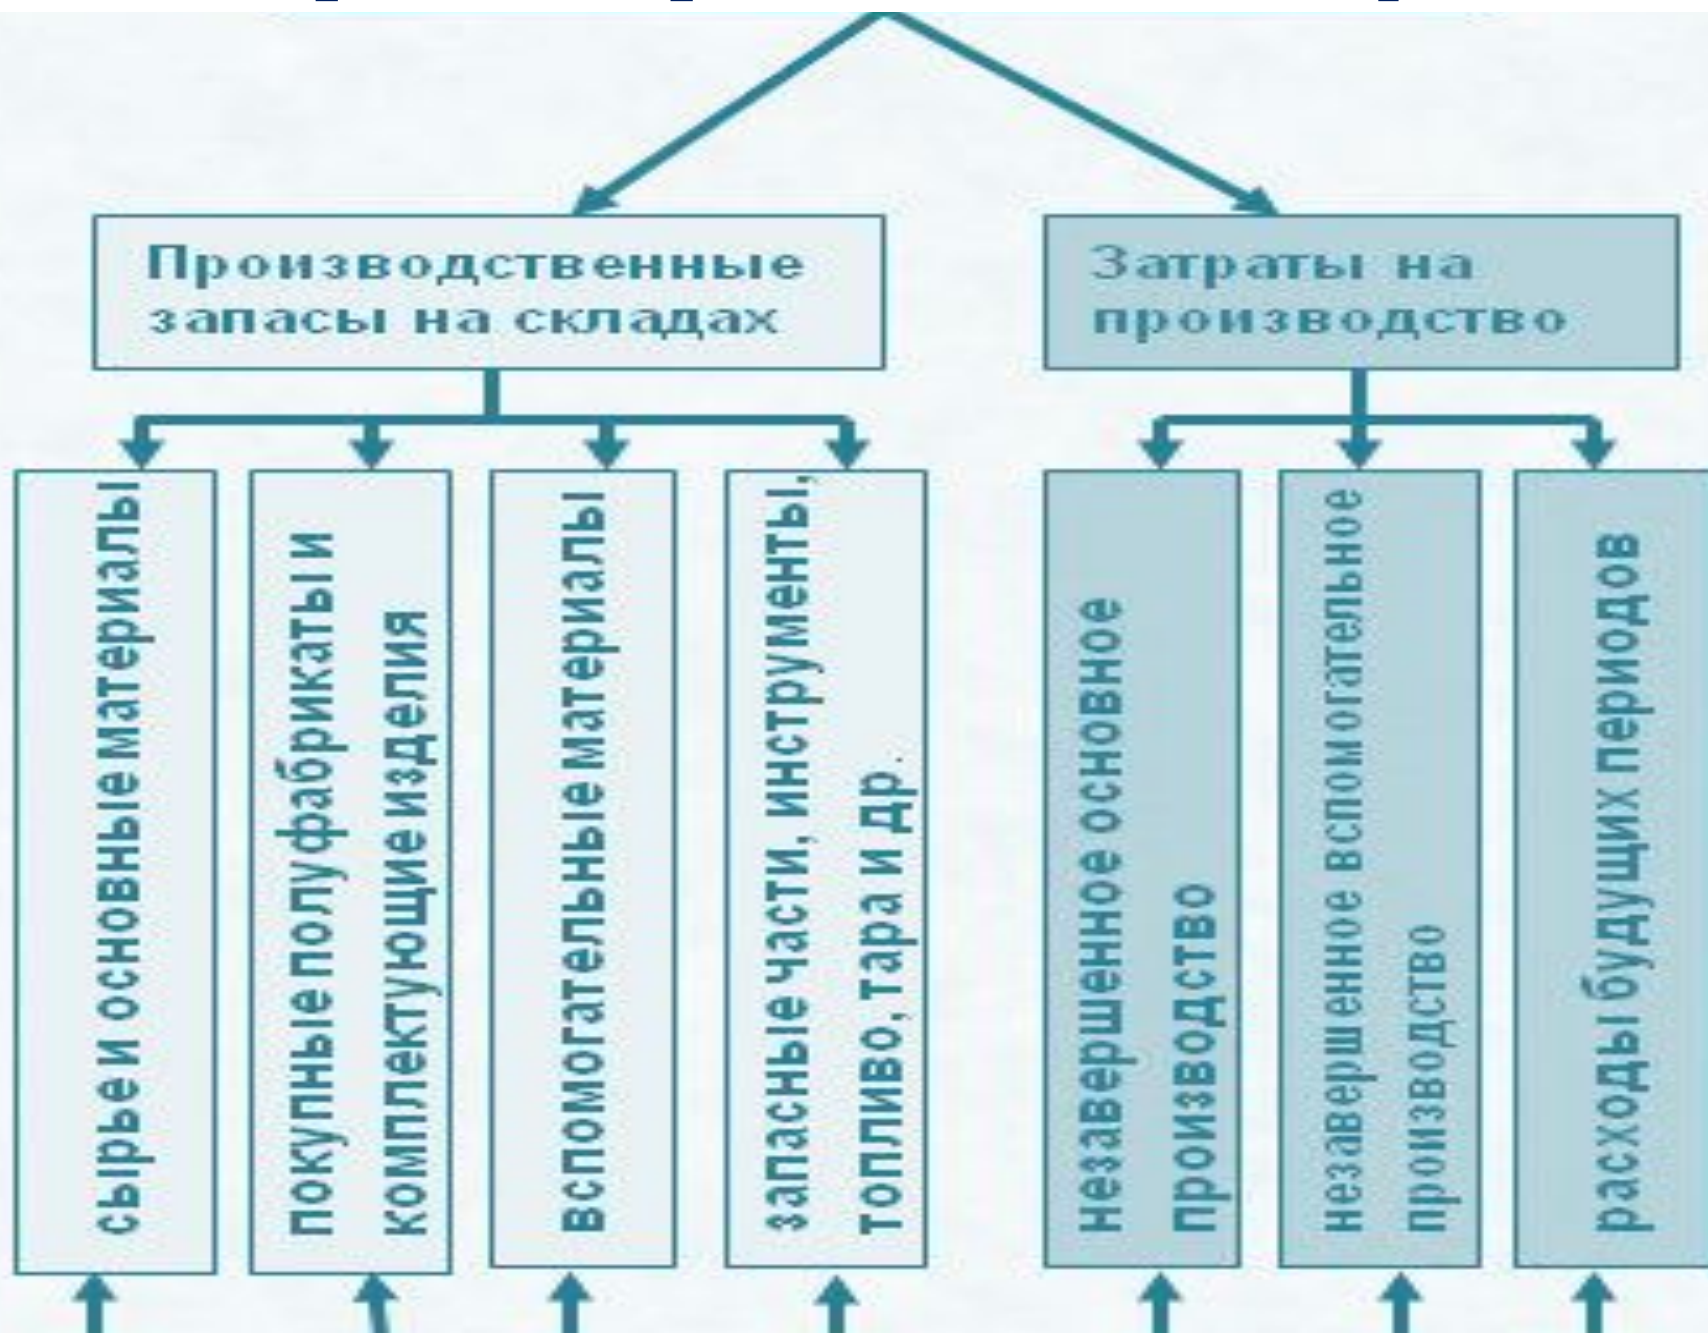 Производственные
запасы на складах
Затраты на
производство
сырье и основные материалы
покупные полуфабрикаты и
комплектующие изделия
вспомогательные материалы
запасные части, инструменты,
топливо, тара и др.
незавершенное основное
производство
незавершенное вспомогательное
производство
расходы будущих периодов